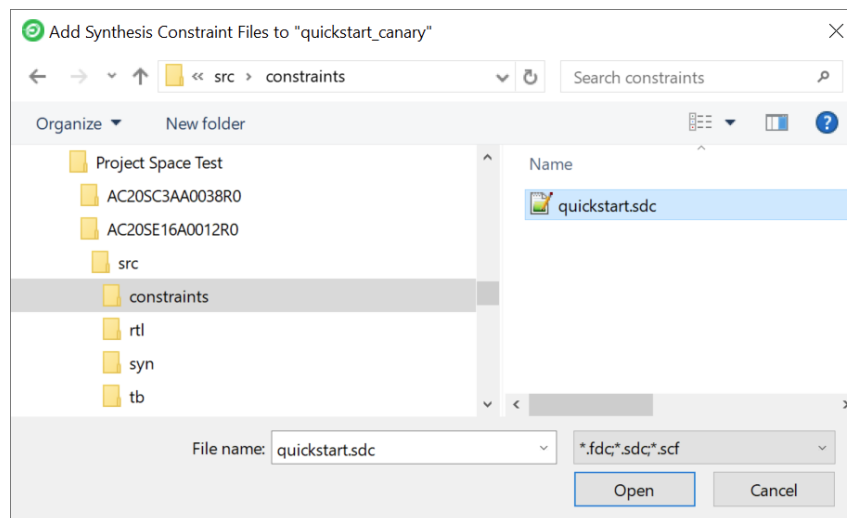 Add Synthesis Constraint Files to "quickstart_canary"
« src › constraints
Search constraints
Organize
New folder
Project Space Test
AC20SC3AA0038R0
AC20SE16A0012R0
src
constraints
rtl
syn
tb
Name
quickstart.sdc
File name: quickstart.sdc
*.fdc;*.sdc;*.scf
Open
Cancel